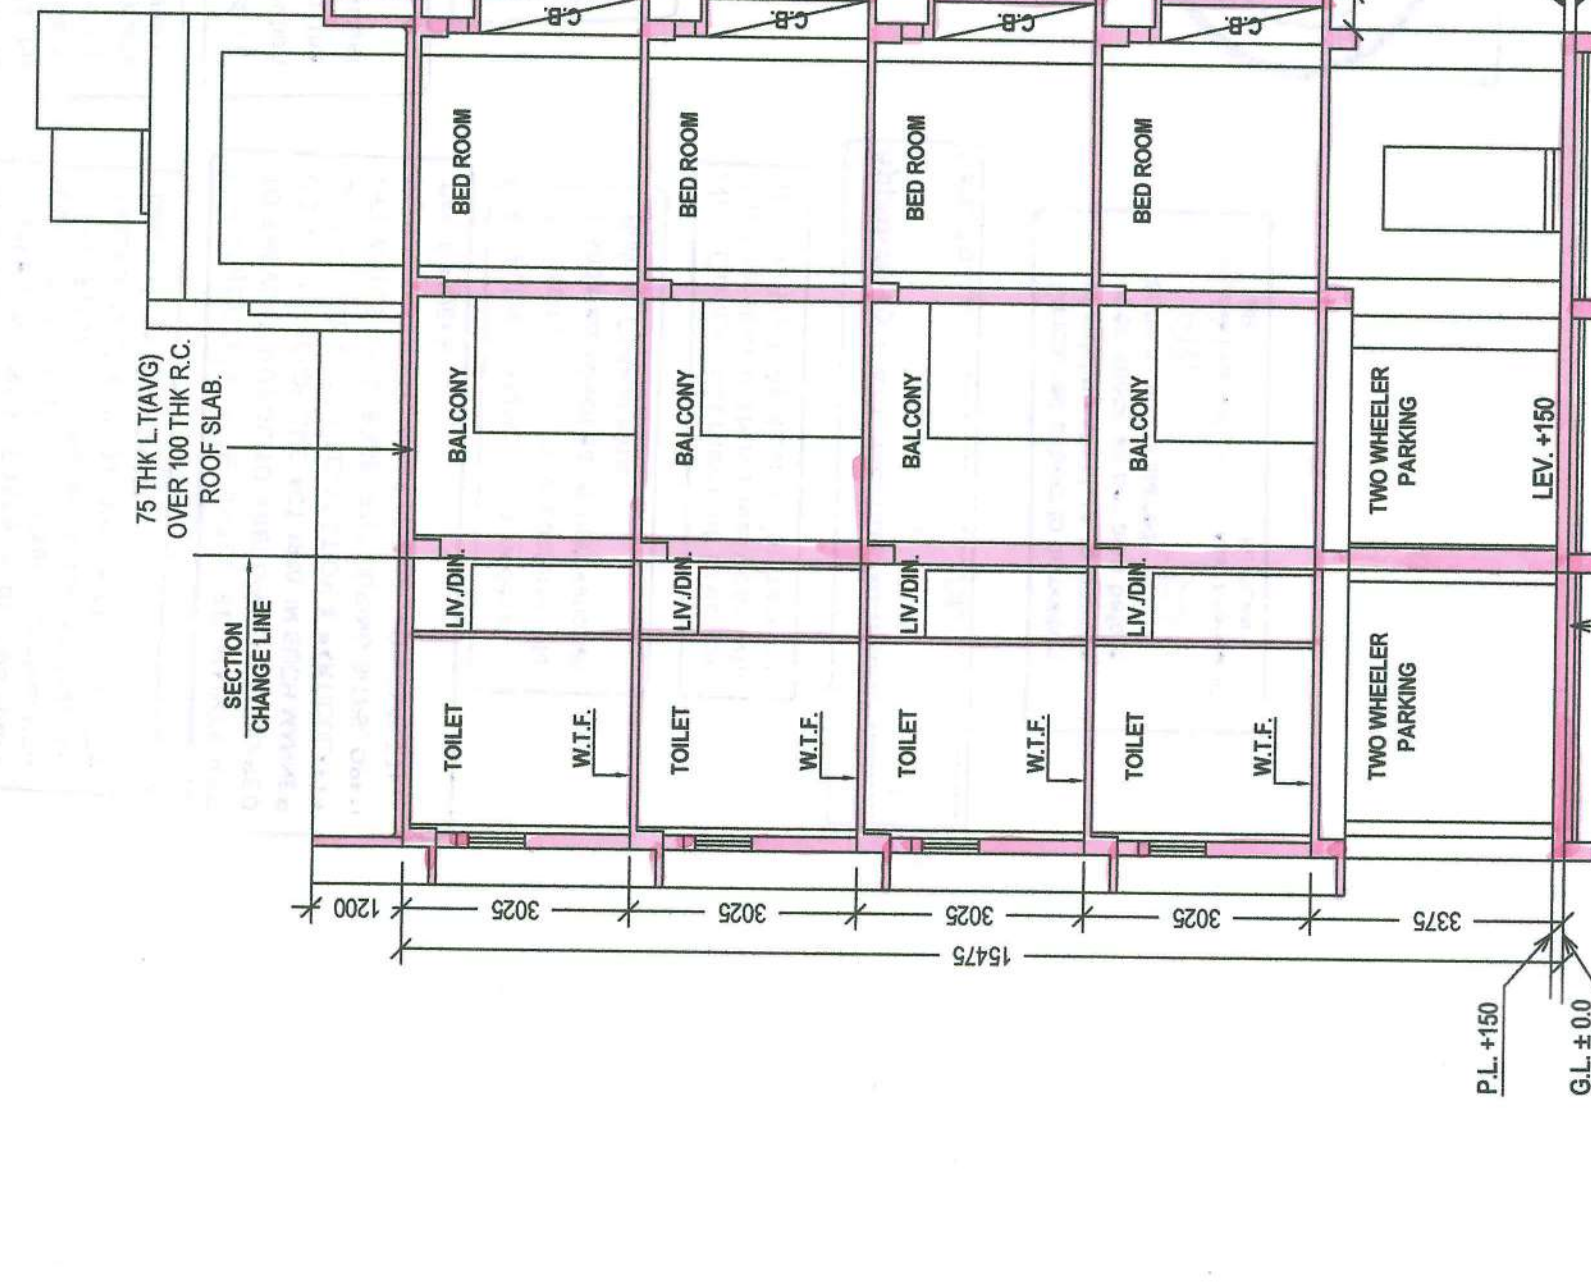 75 THK L.T(AVG)
OVER 100 THK R.C.
ROOF SLAB.
SECTION
CHANGE LINE
TOILET
LIV./DIN.
BALCONY
BED ROOM
C.B.
W.T.F.
TOILET
LIV./DIN.
BALCONY
BED ROOM
C.B.
W.T.F.
TOILET
LIV./DIN.
BALCONY
BED ROOM
C.B.
W.T.F.
TOILET
LIV./DIN.
BALCONY
BED ROOM
C.B.
W.T.F.
TWO WHEELER
PARKING
TWO WHEELER
PARKING
LEV. +150
1200
3025
3025
3025
3025
3375
15475
P.L. +150
G.L. ± 0.0